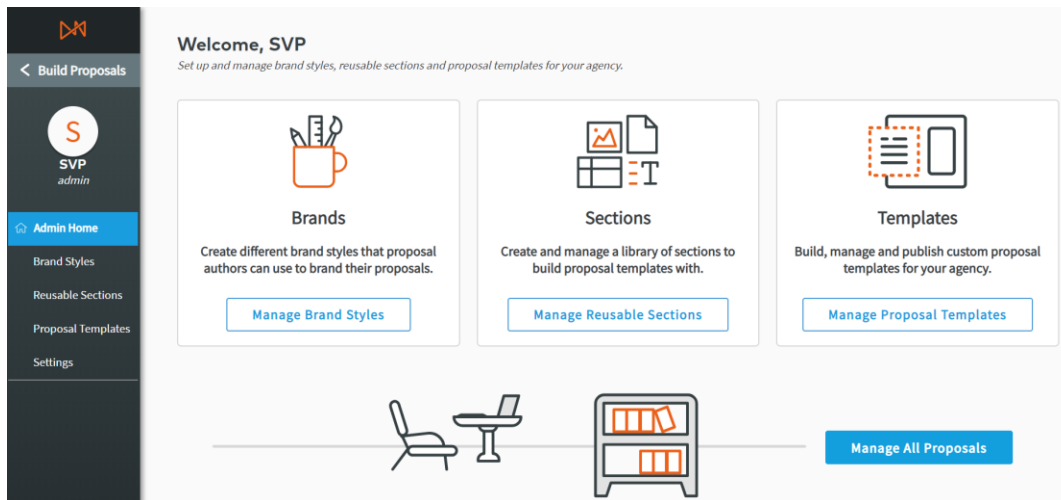 Build Proposals
S
SVP
admin
Admin Home
Brand Styles
Reusable Sections
Proposal Templates
Settings
Welcome, SVP
Set up and manage brand styles, reusable sections and proposal templates for your agency.
Brands
Create different brand styles that proposal
authors can use to brand their proposals.
Manage Brand Styles
T
Sections
Create and manage a library of sections to
build proposal templates with.
Manage Reusable Sections
Templates
Build, manage and publish custom proposal
templates for your agency.
Manage Proposal Templates
Manage All Proposals